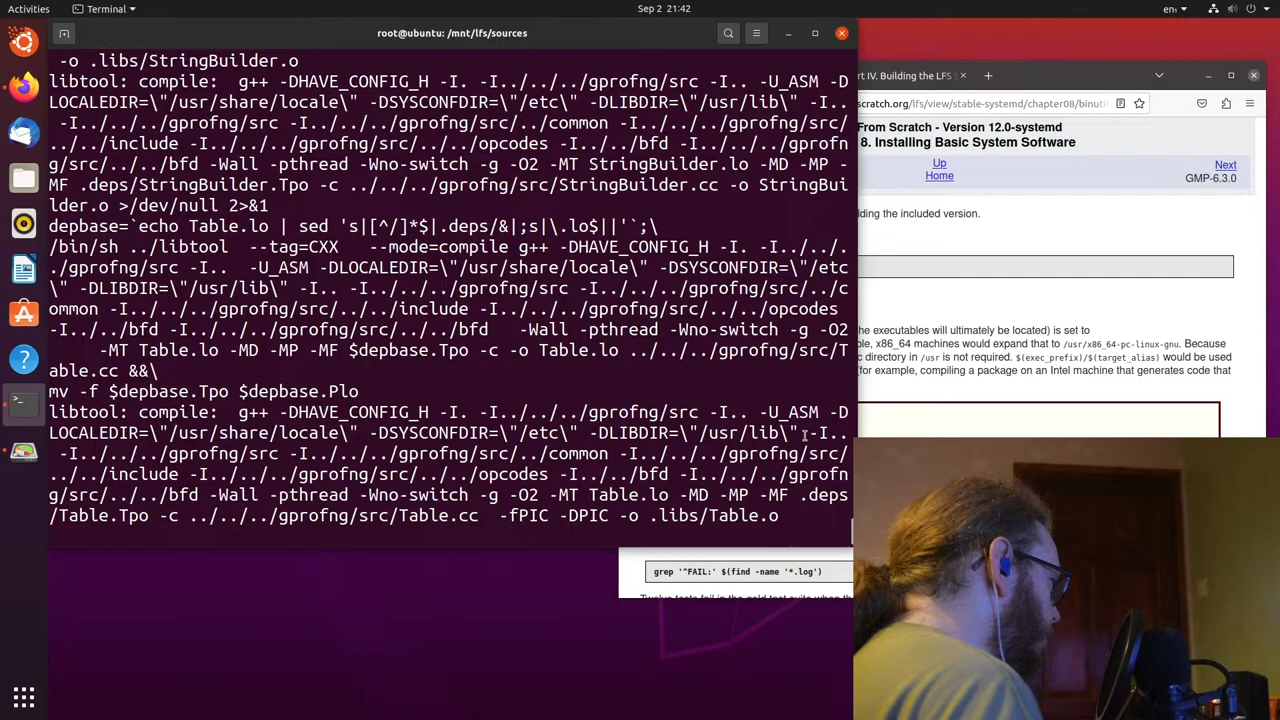 Activities
Terminal
Sep 2 21:42
en
root@ubuntu: /mnt/lfs/sources
 -o .libs/StringBuilder.o
libtool: compile:  g++ -DHAVE_CONFIG_H -I. -I../../../gprofng/src -I.. -U_ASM -D
LOCALEDIR=\"/usr/share/locale\" -DSYSCONFDIR=\"/etc\" -DLIBDIR=\"/usr/lib\" -I..
 -I../../../gprofng/src -I../../../gprofng/src/../common -I../../../gprofng/src/
../../include -I../../../gprofng/src/../../opcodes -I../../bfd -I../../../gprofn
g/src/../../bfd -Wall -pthread -Wno-switch -g -O2 -MT StringBuilder.lo -MD -MP -
MF .deps/StringBuilder.Tpo -c ../../../gprofng/src/StringBuilder.cc -o StringBui
lder.o >/dev/null 2>&1
depbase=`echo Table.lo | sed 's|[^/]*$|.deps/&|;s|\.lo$||'`;\
/bin/sh ../libtool  --tag=CXX   --mode=compile g++ -DHAVE_CONFIG_H -I. -I../../.
./gprofng/src -I..  -U_ASM -DLOCALEDIR=\"/usr/share/locale\" -DSYSCONFDIR=\"/etc
\" -DLIBDIR=\"/usr/lib\" -I.. -I../../../gprofng/src -I../../../gprofng/src/../c
ommon -I../../../gprofng/src/../../include -I../../../gprofng/src/../../opcodes
-I../../bfd -I../../../gprofng/src/../../bfd   -Wall -pthread -Wno-switch -g -O2
     -MT Table.lo -MD -MP -MF $depbase.Tpo -c -o Table.lo ../../../gprofng/src/T
able.cc &&\
mv -f $depbase.Tpo $depbase.Plo
libtool: compile:  g++ -DHAVE_CONFIG_H -I. -I../../../gprofng/src -I.. -U_ASM -D
LOCALEDIR=\"/usr/share/locale\" -DSYSCONFDIR=\"/etc\" -DLIBDIR=\"/usr/lib\" -I..
 -I../../../gprofng/src -I../../../gprofng/src/../common -I../../../gprofng/src/
../../include -I../../../gprofng/src/../../opcodes -I../../bfd -I../../../gprofn
g/src/../../bfd -Wall -pthread -Wno-switch -g -O2 -MT Table.lo -MD -MP -MF .deps
/Table.Tpo -c ../../../gprofng/src/Table.cc  -fPIC -DPIC -o .libs/Table.o
rt IV. Building the LFS
scratch.org/lfs/view/stable-systemd/chapter08/binuti
From Scratch - Version 12.0-systemd
8. Installing Basic System Software
Up
Home
Next
GMP-6.3.0
lding the included version.
he executables will ultimately be located) is set to
le, x86_64 machines would expand that to /usr/x86_64-pc-linux-gnu. Because
c directory in /usr is not required. $(exec_prefix)/$(target_alias) would be used
(for example, compiling a package on an Intel machine that generates code that
grep '^FAIL:' $(find -name '*.log')